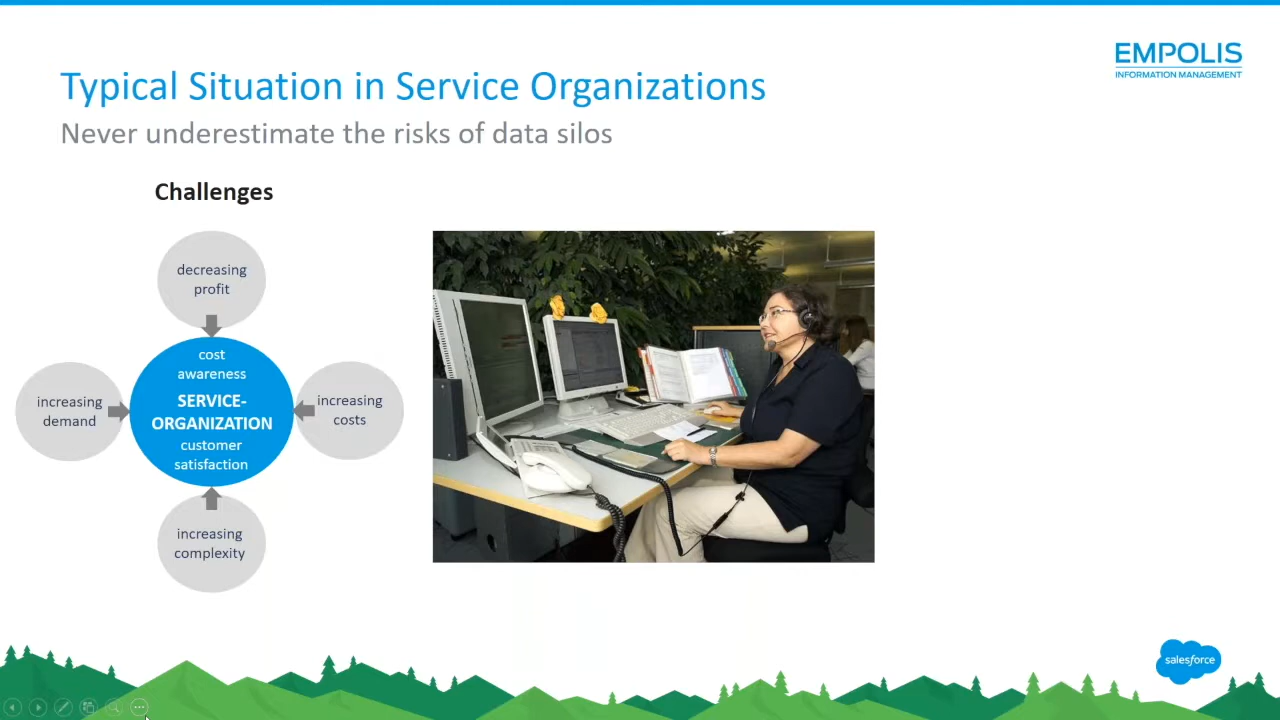 EMPOLIS
INFORMATION MANAGEMENT
Typical Situation in Service Organizations
Never underestimate the risks of data silos
Challenges
decreasing
profit
cost
awareness
SERVICE-
ORGANIZATION
customer
satisfaction
increasing
demand
increasing
costs
increasing
complexity
salesforce